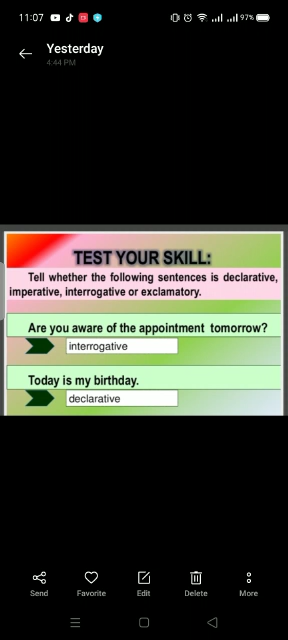 11:07 97%
Yesterday
4:44 PM
TEST YOUR SKILL:
Tell whether the following sentences is declarative,
imperative, interrogative or exclamatory.
Are you aware of the appointment tomorrow?
interrogative
Today is my birthday.
declarative
Send Favorite Edit Delete More